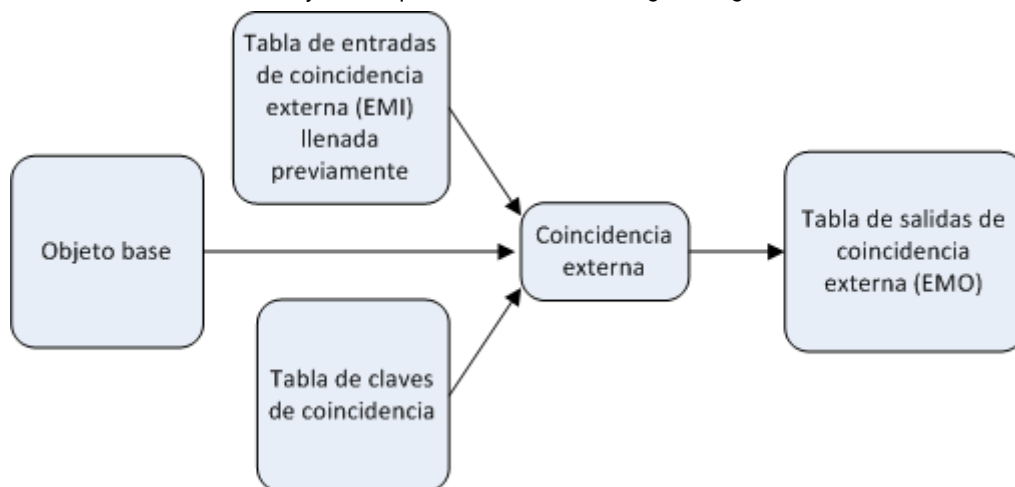 Tabla de entradas
de coincidencia
externa (EMI)
llenada
previamente
Objeto base
Coincidencia
externa
Tabla de salidas de
coincidencia
externa (EMO)
Tabla de claves
de coincidencia